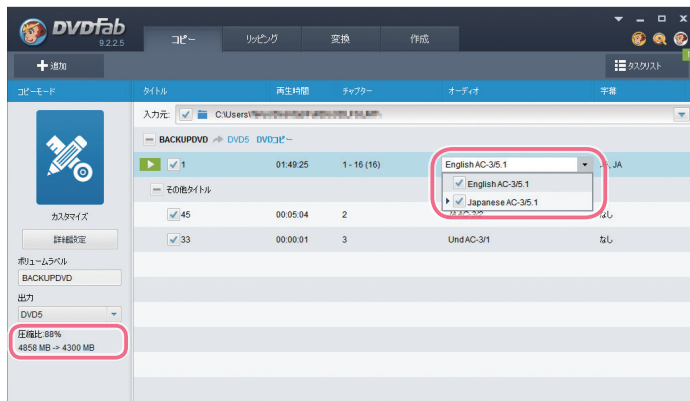 DVDFab
9.2.2.5
コピー リッピング 変換 作成
追加 タスクリスト
コピーモード タイトル 再生時間 チャプター オーディオ 字幕
入力元: C:\Users\
BACKUPDVD DVD5 DVDコピー
1 01:49:25 1 - 16 (16) English AC-3/5.1 JA
English AC-3/5.1
Japanese AC-3/5.1
その他タイトル
45 00:05:04 2 なし
33 00:00:01 3 Und AC-3/1 なし
カスタマイズ
詳細設定
ボリュームラベル
BACKUPDVD
出力
DVD5
圧縮比:88%
4858 MB -> 4300 MB